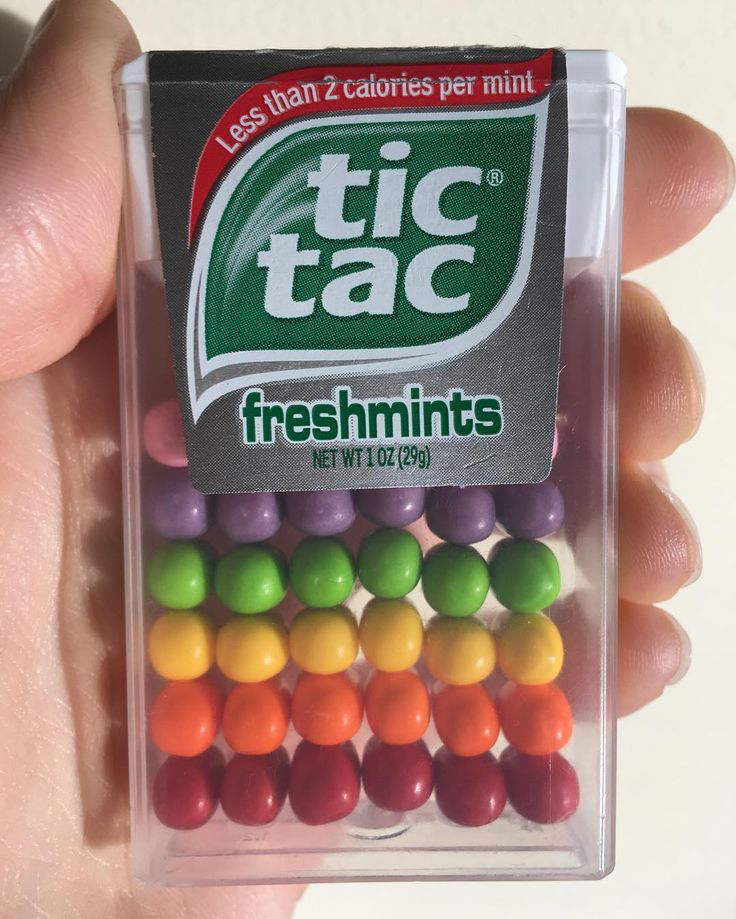 Less than 2 calories per mint
tic®
tac
freshmints
NET WT 1 OZ (29g)